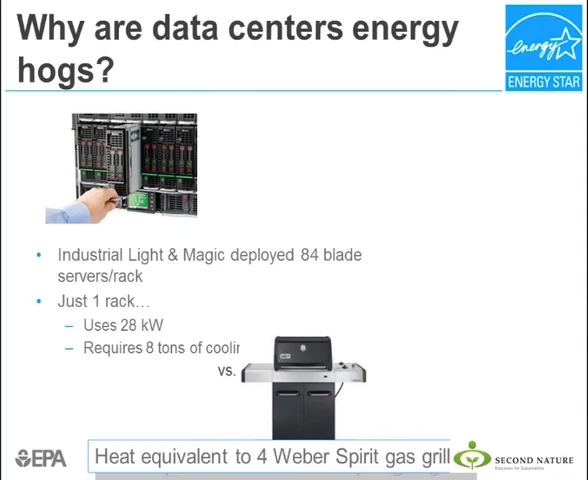 Why are data centers energy
hogs?
energy
ENERGY STAR
• Industrial Light & Magic deployed 84 blade
servers/rack
• Just 1 rack…
– Uses 28 kW
– Requires 8 tons of coolin
vs.
EPA
Heat equivalent to 4 Weber Spirit gas grill
SECOND NATURE
Education for Sustainability